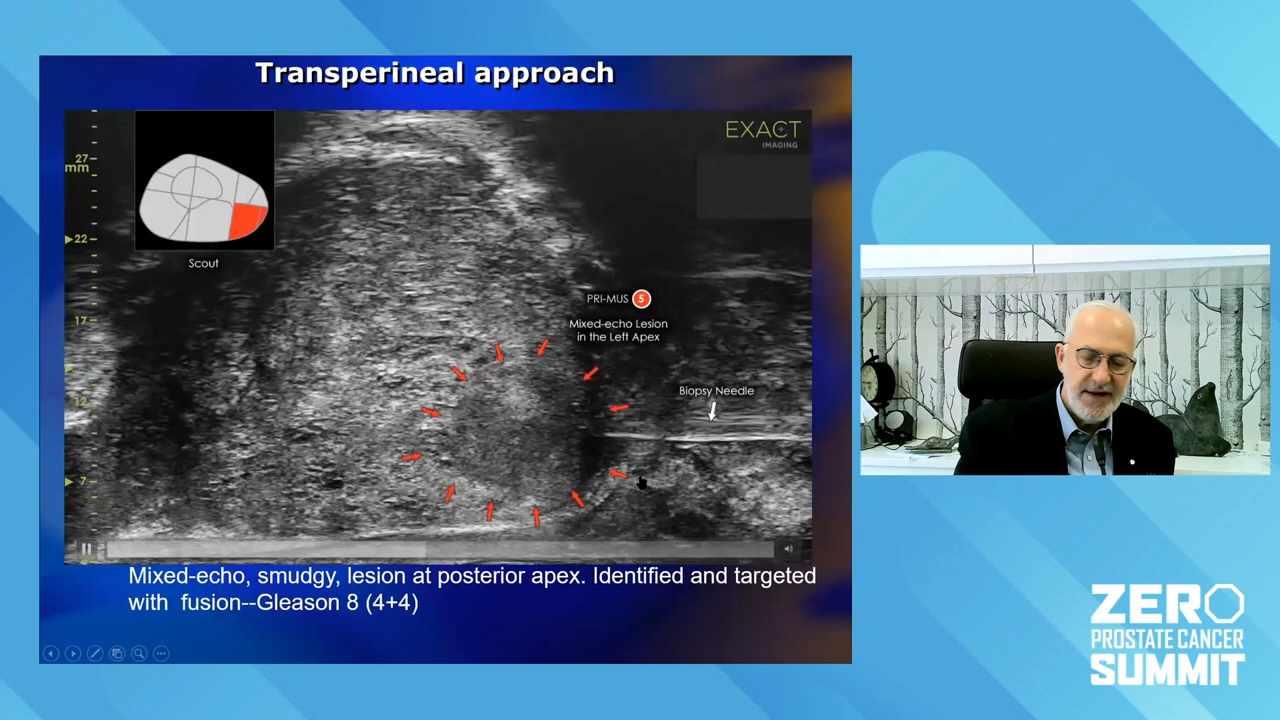 Transperineal approach
EXACT
IMAGING
27
mm
22
17
12
7
Scout
PRI-MUS 5
Mixed-echo Lesion
in the Left Apex
Biopsy Needle
Mixed-echo, smudgy, lesion at posterior apex. Identified and targeted
with fusion--Gleason 8 (4+4)
ZERO
PROSTATE CANCER
SUMMIT